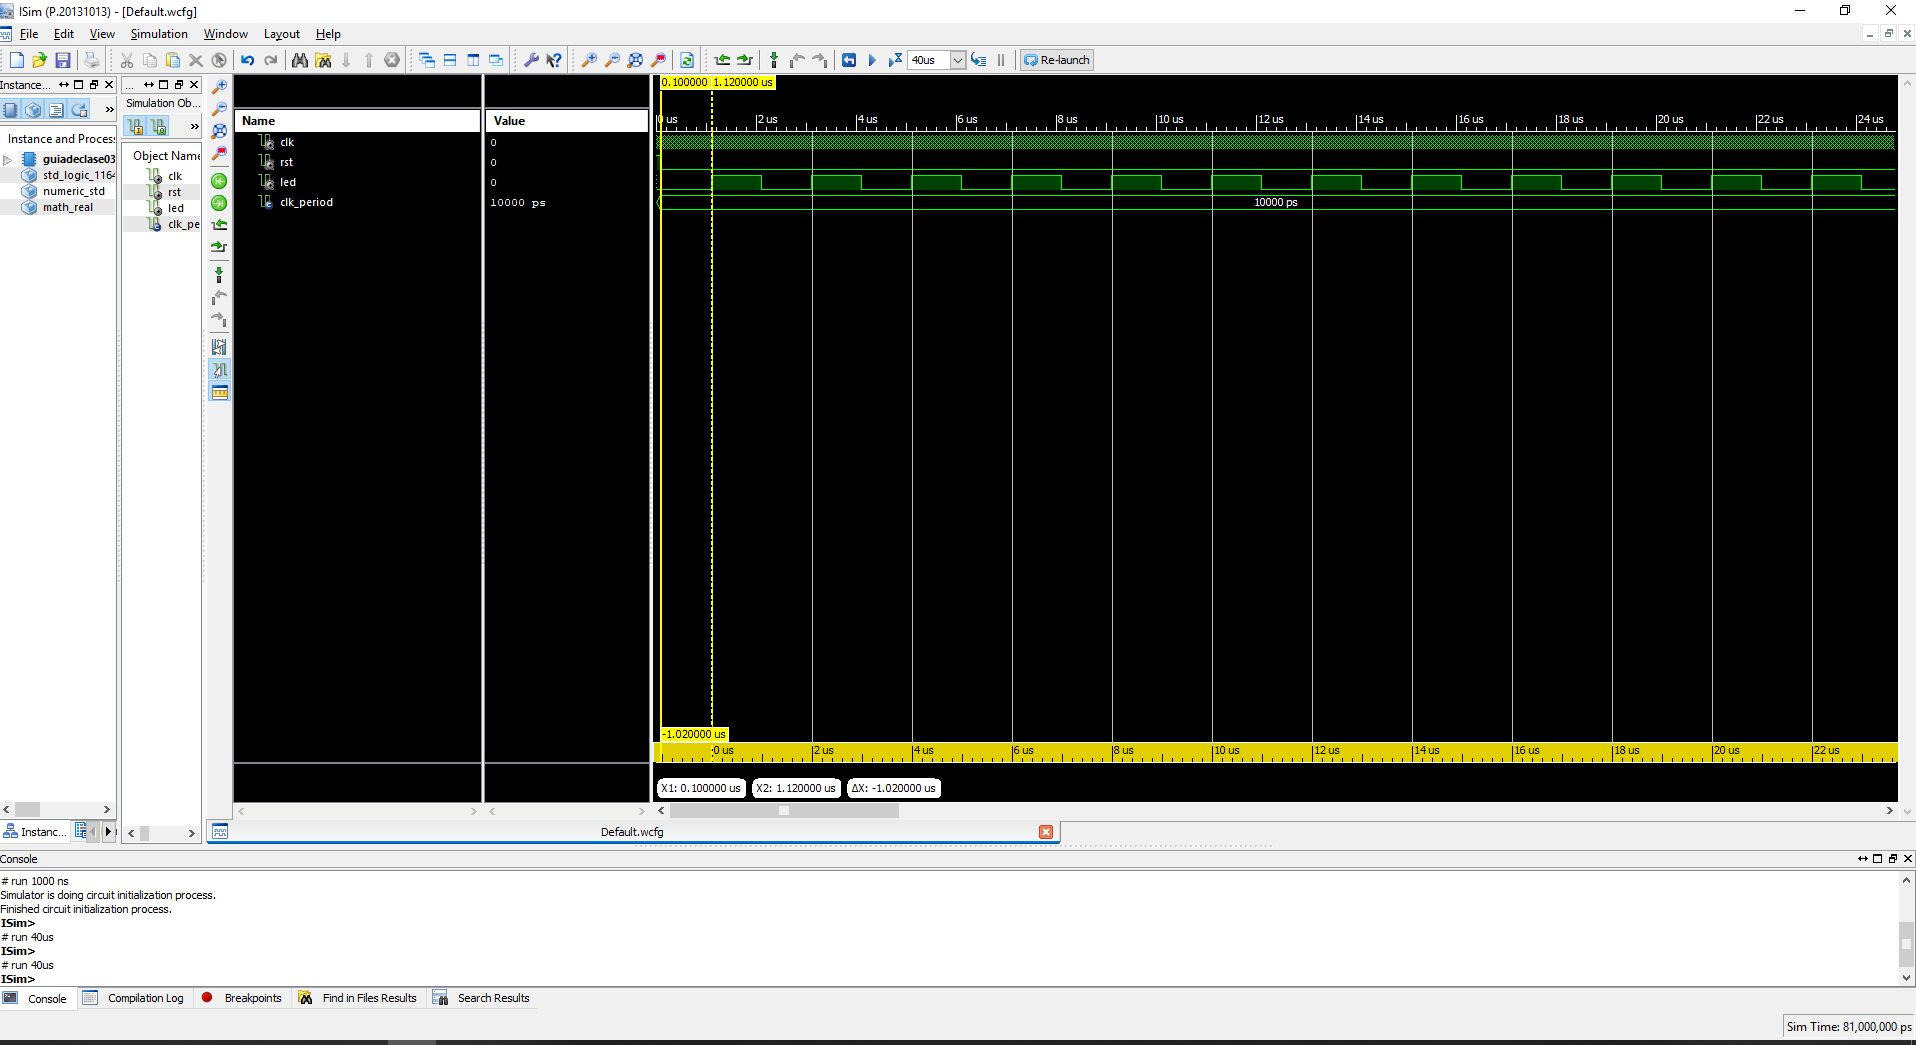 ISim (P.20131013) - [Default.wcfg]
File Edit View Simulation Window Layout Help
40us
Re-launch
Instance...
...
Simulation Ob...
Instance and Proces
guiadeclase03
std_logic_1164
numeric_std
math_real
Object Name
clk
rst
led
clk_pe
Name
Value
clk 0
rst 0
led 0
clk_period 10000 ps
0.100000 1.120000 us
0 us 2 us 4 us 6 us 8 us 10 us 12 us 14 us 16 us 18 us 20 us 22 us 24 us
10000 ps
-1.020000 us
0 us 2 us 4 us 6 us 8 us 10 us 12 us 14 us 16 us 18 us 20 us 22 us
X1: 0.100000 us X2: 1.120000 us ΔX: -1.020000 us
Instanc...
Default.wcfg
Console
# run 1000 ns
Simulator is doing circuit initialization process.
Finished circuit initialization process.
ISim>
# run 40us
ISim>
# run 40us
ISim>
Console Compilation Log Breakpoints Find in Files Results Search Results
Sim Time: 81,000,000 ps